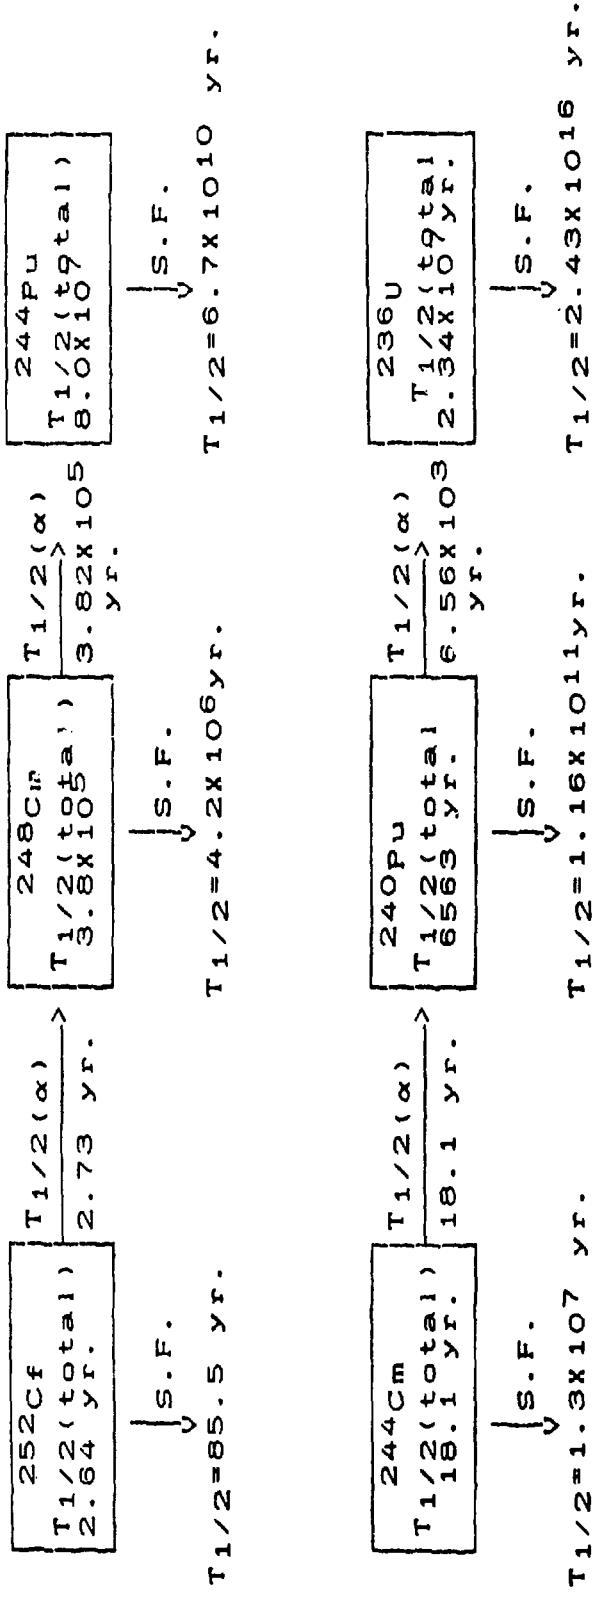 252Cf
T1/2(total)
2.64 yr.
T1/2(α)
2.73 yr.
248Cm
T1/2(total)
3.8X105
T1/2(α)
3.82X105
yr.
244Pu
T1/2(total)
8.0X107
S.F.
T1/2=85.5 yr.
S.F.
T1/2=4.2X106yr.
S.F.
T1/2=6.7X1010 yr.
244Cm
T1/2(total)
18.1 yr.
T1/2(α)
18.1 yr.
240Pu
T1/2(total
6563 yr.
T1/2(α)
6.56X103
yr.
236U
T1/2(total
2.34X107yr.
S.F.
T1/2=1.3X107 yr.
S.F.
T1/2=1.16X1011yr.
S.F.
T1/2=2.43X1016 yr.